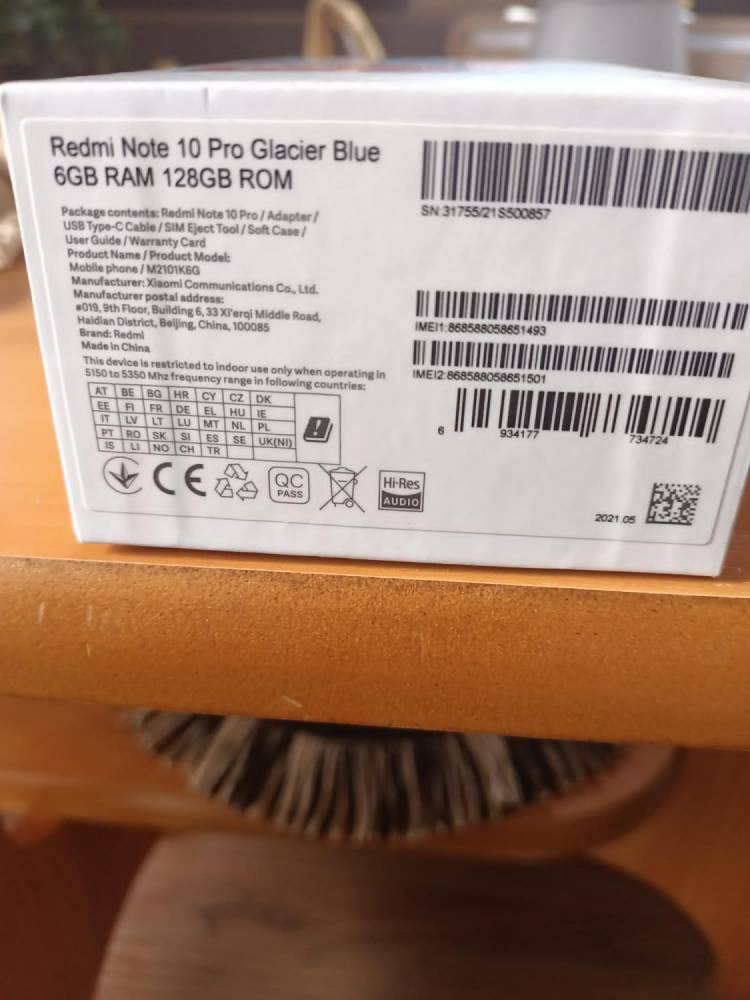 Redmi Note 10 Pro Glacier Blue
6GB RAM 128GB ROM
Package contents: Redmi Note 10 Pro / Adapter /
USB Type-C Cable / SIM Eject Tool / Soft Case /
User Guide / Warranty Card
Product Name / Product Model:
Mobile phone / M2101K6G
Manufacturer: Xiaomi Communications Co., Ltd.
Manufacturer postal address:
#019, 9th Floor, Building 6, 33 Xi'erqi Middle Road,
Haidian District, Beijing, China, 100085
Brand: Redmi
Made in China
This device is restricted to indoor use only when operating in
5150 to 5350 Mhz frequency range in following countries:
AT BE BG HR CY CZ DK
EE FI FR DE EL HU IE
IT LV LT LU MT NL PL
PT RO SK SI ES SE UK(NI)
IS LI NO CH TR
CE
QC
PASS
Hi-Res
AUDIO
SN:31755/21S500857
IMEI1:868588058651493
IMEI2:868588058651501
6 934177 734724
2021.05